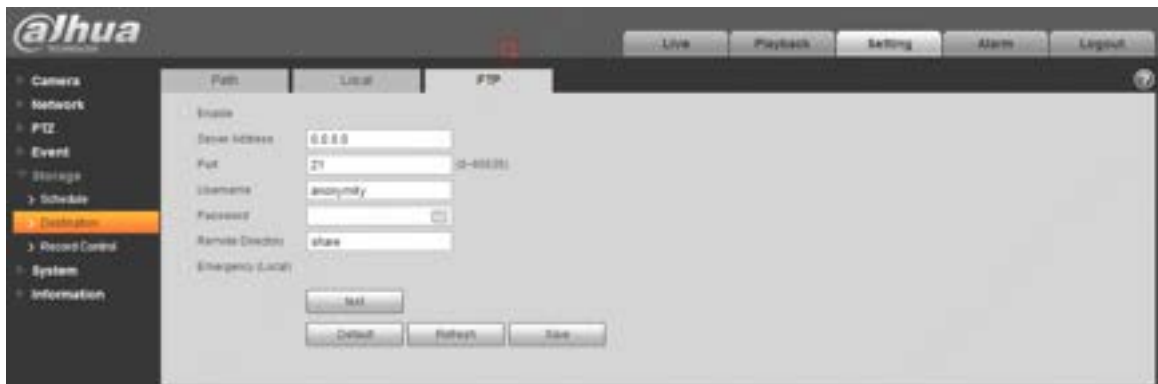 alhua
TECHNOLOGY
Live Playback Setting Alarm Logout
Camera
Network
PTZ
Event
Storage
Schedule
Destination
Record Control
System
Information
Path Local FTP
Enable
Server Address 0.0.0.0
Port 21 (0~65535)
Username anonymity
Password
Remote Directory share
Emergency (Local)
test
Default Refresh Save